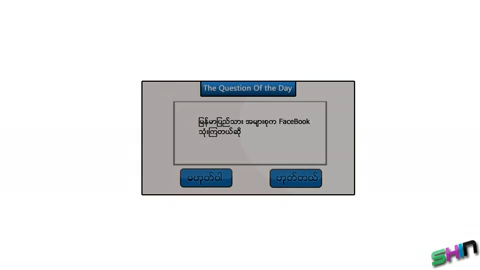 The Question Of the Day
မြန်မာပြည်သား အများစုက FaceBook
သုံးကြတယ်ဆို
မဟုတ်ပါ
ဟုတ်တယ်
SHIN